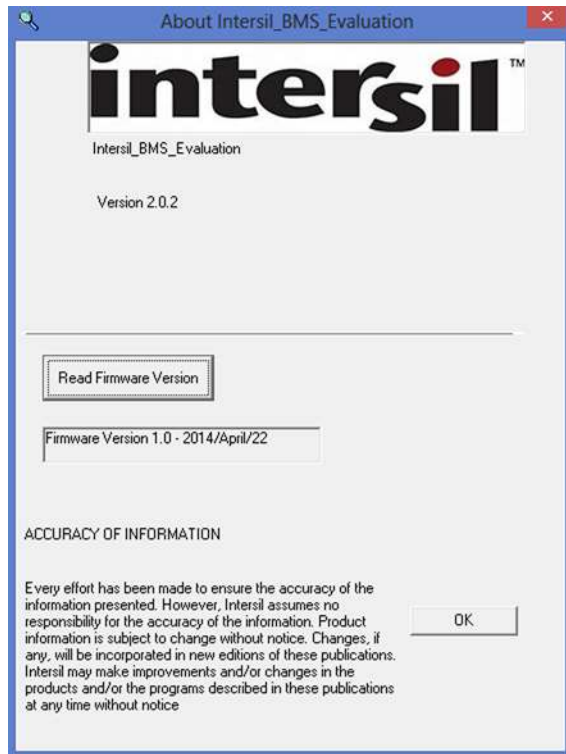 About Intersil_BMS_Evaluation
intersil™
Intersil_BMS_Evaluation
Version 2.0.2
Read Firmware Version
Firmware Version 1.0 - 2014/April/22
ACCURACY OF INFORMATION
Every effort has been made to ensure the accuracy of the
information presented. However, Intersil assumes no
responsibility for the accuracy of the information. Product
information is subject to change without notice. Changes, if
any, will be incorporated in new editions of these publications.
Intersil may make improvements and/or changes in the
products and/or the programs described in these publications
at any time without notice
OK